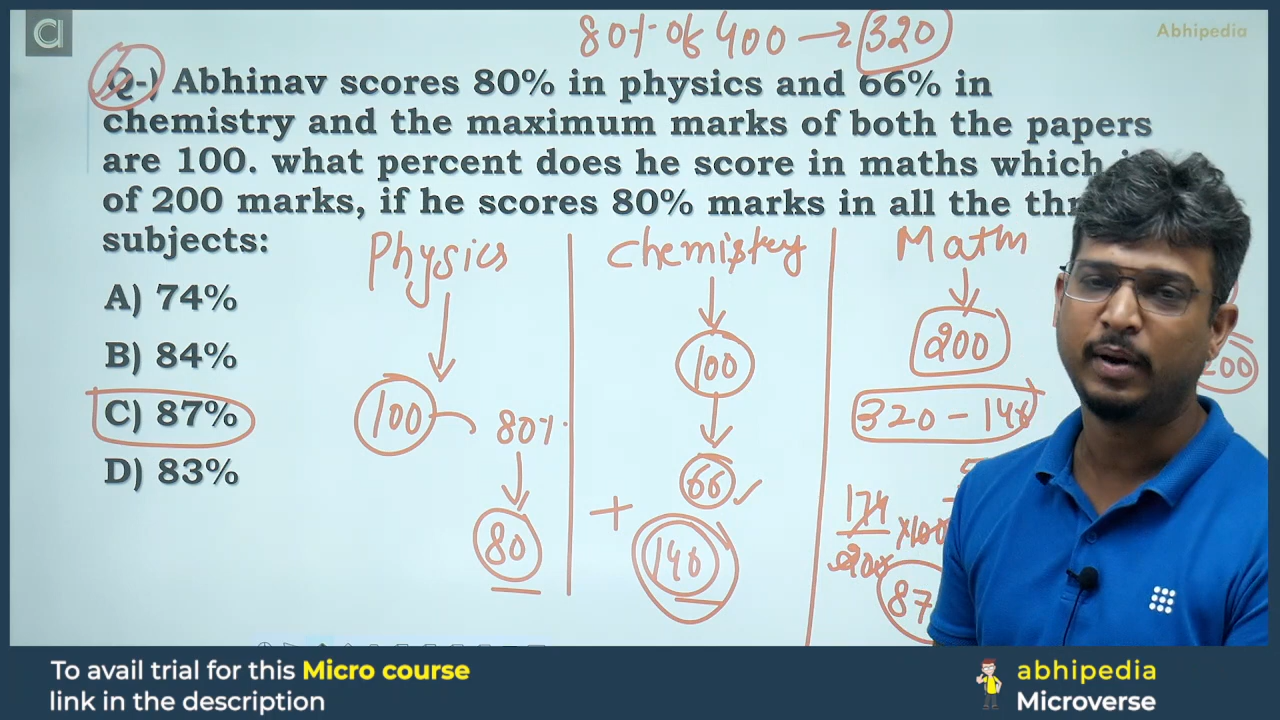 80% of 400 → 320
Abhipedia
Q-) Abhinav scores 80% in physics and 66% in
chemistry and the maximum marks of both the papers
are 100. what percent does he score in maths which
of 200 marks, if he scores 80% marks in all the
subjects:
Physics
Chemistry
Math
A) 74%
B) 84%
C) 87%
D) 83%
100
80%
80
100
66
+
146
200
320 - 146
174
200
×100
87
To avail trial for this Micro course
link in the description
abhipedia
Microverse